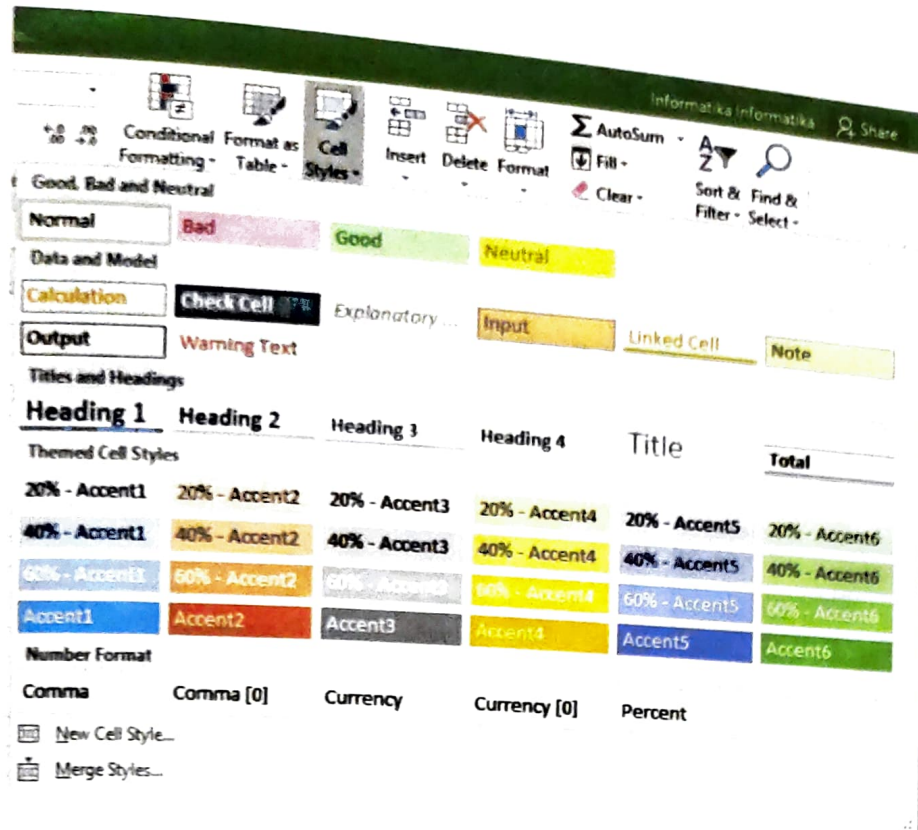 Informatika Informatika Share
Conditional Formatting Format as Table Cell Styles Insert Delete Format
AutoSum
Fill
Clear
Sort & Filter Find & Select
Good, Bad and Neutral
Normal Bad Good Neutral
Data and Model
Calculation Check Cell Explanatory ... Input Linked Cell Note
Output Warning Text
Titles and Headings
Heading 1 Heading 2 Heading 3 Heading 4 Title Total
Themed Cell Styles
20% - Accent1 20% - Accent2 20% - Accent3 20% - Accent4 20% - Accent5 20% - Accent6
40% - Accent1 40% - Accent2 40% - Accent3 40% - Accent4 40% - Accent5 40% - Accent6
60% - Accent1 60% - Accent2 60% - Accent3 60% - Accent4 60% - Accent5 60% - Accent6
Accent1 Accent2 Accent3 Accent4 Accent5 Accent6
Number Format
Comma Comma [0] Currency Currency [0] Percent
New Cell Style...
Merge Styles...